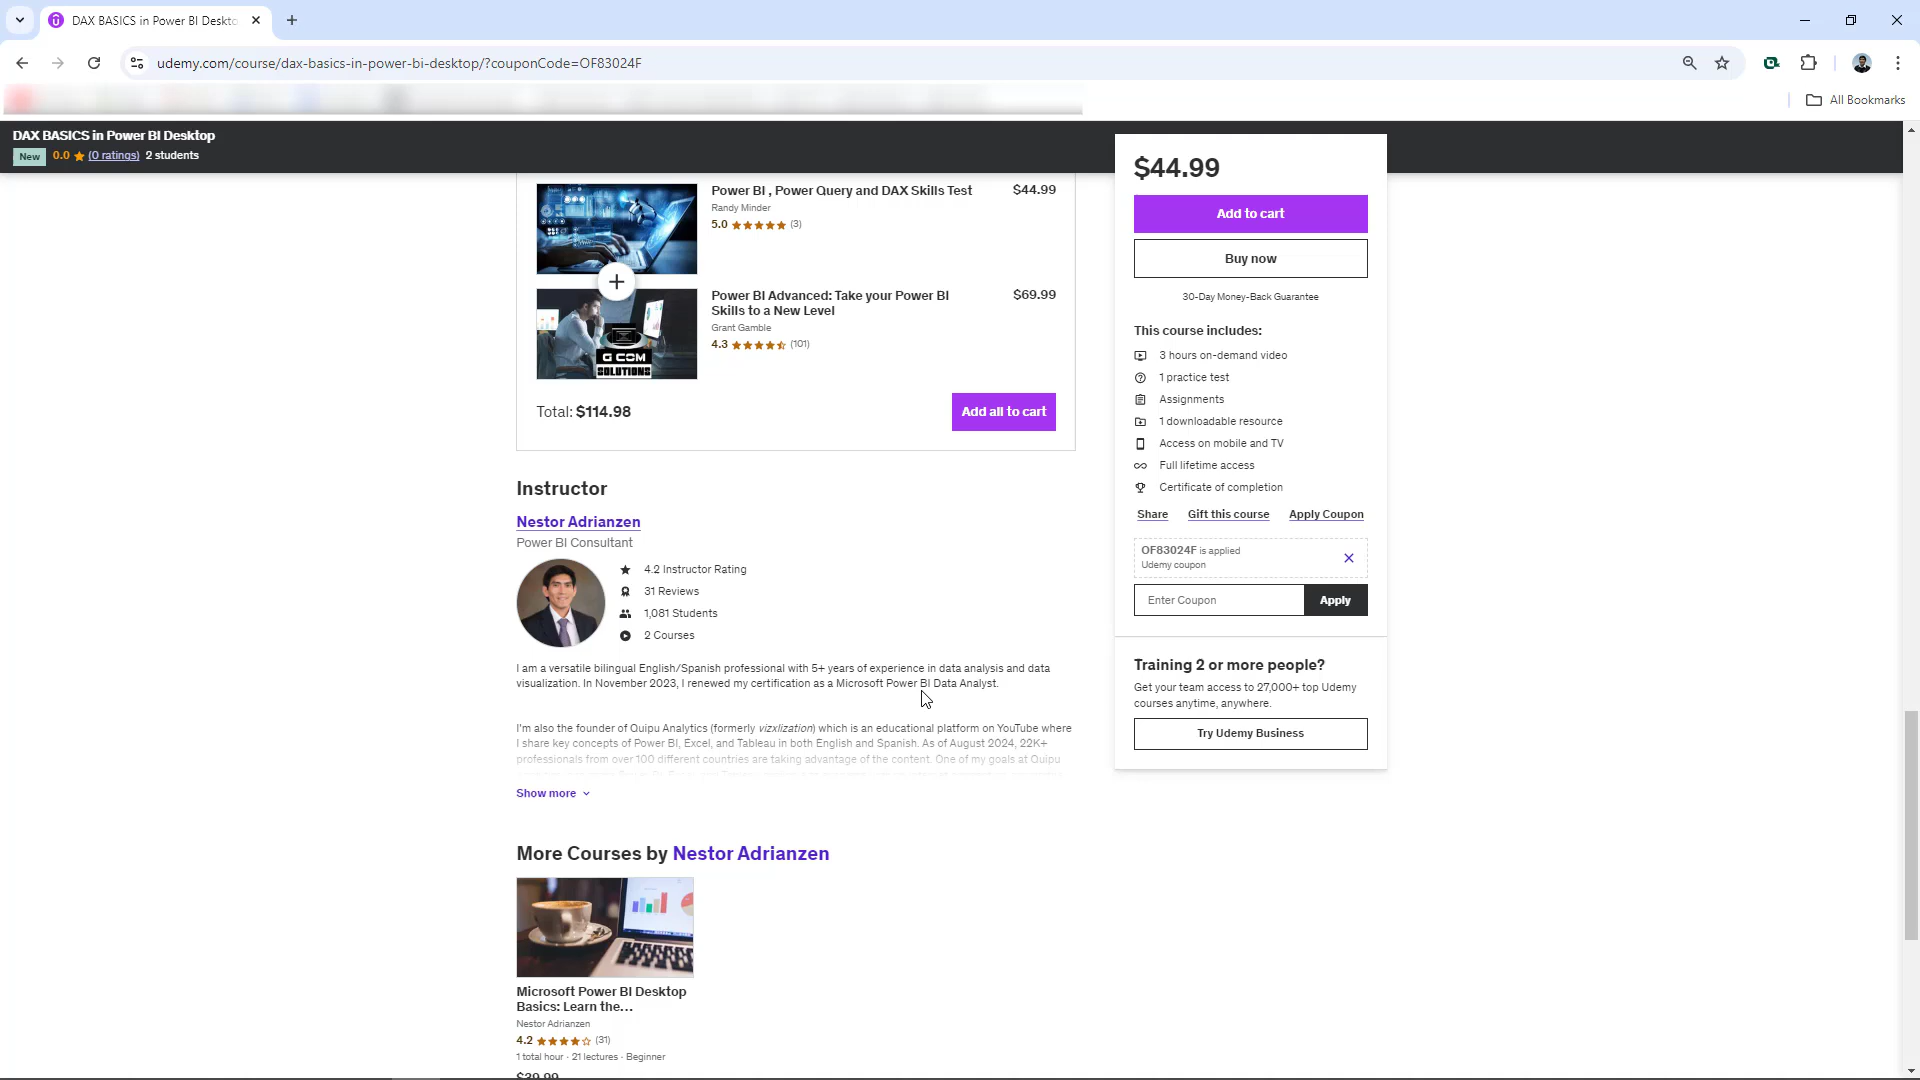 DAX BASICS in Power BI Deskto
udemy.com/course/dax-basics-in-power-bi-desktop/?couponCode=OF83024F
All Bookmarks
DAX BASICS in Power BI Desktop
New 0.0 (0 ratings) 2 students
Power BI , Power Query and DAX Skills Test $44.99
Randy Minder
5.0 (3)
Power BI Advanced: Take your Power BI $69.99
Skills to a New Level
Grant Gamble
4.3 (101)
G COM
SOLUTIONS
Total: $114.98
Add all to cart
Instructor
Nestor Adrianzen
Power BI Consultant
4.2 Instructor Rating
31 Reviews
1,081 Students
2 Courses
I am a versatile bilingual English/Spanish professional with 5+ years of experience in data analysis and data
visualization. In November 2023, I renewed my certification as a Microsoft Power BI Data Analyst.
I'm also the founder of Quipu Analytics (formerly vizxlization) which is an educational platform on YouTube where
I share key concepts of Power BI, Excel, and Tableau in both English and Spanish. As of August 2024, 22K+
professionals from over 100 different countries are taking advantage of the content. One of my goals at Quipu
Show more
More Courses by Nestor Adrianzen
Microsoft Power BI Desktop
Basics: Learn the...
Nestor Adrianzen
4.2 (31)
1 total hour · 21 lectures · Beginner
$39.99
$44.99
Add to cart
Buy now
30-Day Money-Back Guarantee
This course includes:
3 hours on-demand video
1 practice test
Assignments
1 downloadable resource
Access on mobile and TV
Full lifetime access
Certificate of completion
Share Gift this course Apply Coupon
OF83024F is applied
Udemy coupon
Enter Coupon Apply
Training 2 or more people?
Get your team access to 27,000+ top Udemy
courses anytime, anywhere.
Try Udemy Business